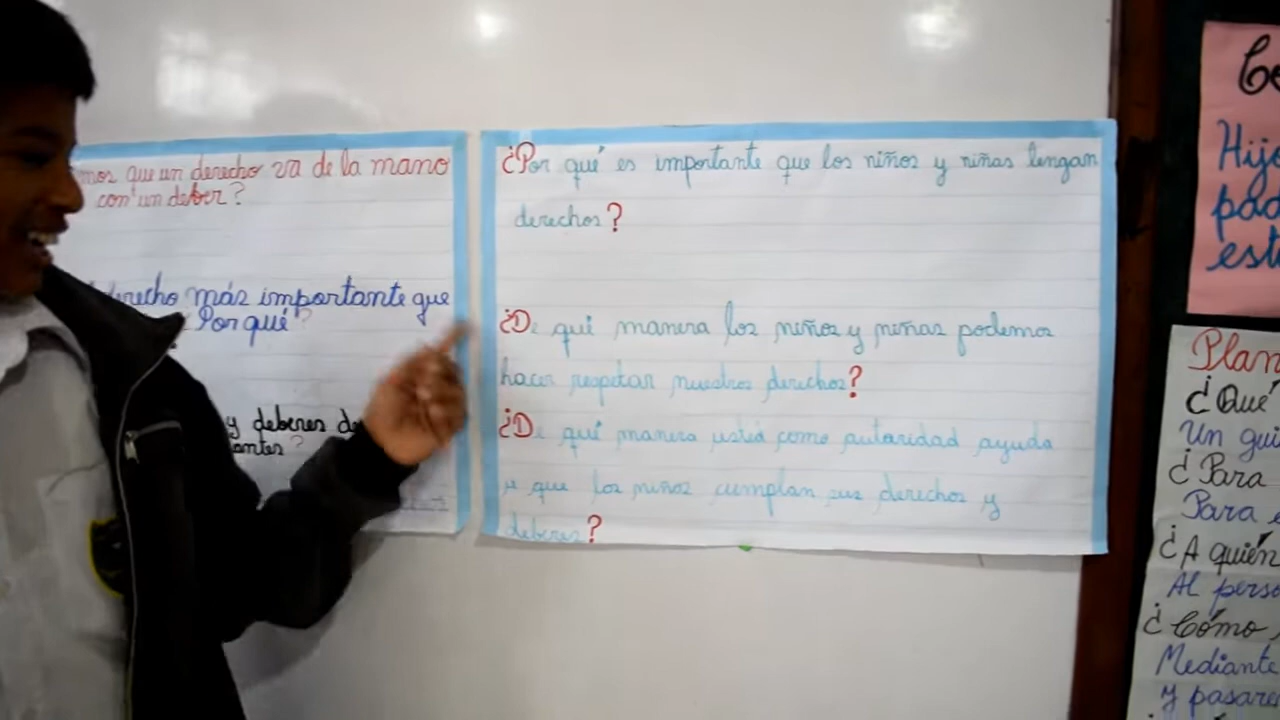 mos que un derecho va de la mano
con un deber?
derecho más importante que
Por qué?
y deberes de
antes?
¿Por qué es importante que los niños y niñas tengan
derechos?
¿De qué manera los niños y niñas podemos
hacer respetar nuestros derechos?
¿De qué manera usted como autoridad ayuda
a que los niños cumplan sus derechos y
deberes?
Hijo
pad
est
Plan
¿Qué
Un gui
¿Para
Para e
¿A quién
Al perso
¿Cómo
Mediante
y pasare